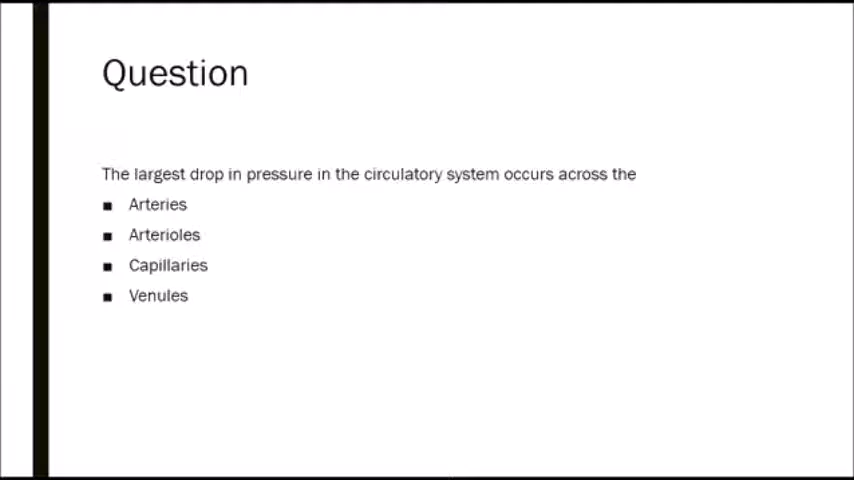 Question
The largest drop in pressure in the circulatory system occurs across the
■ Arteries
■ Arterioles
■ Capillaries
■ Venules